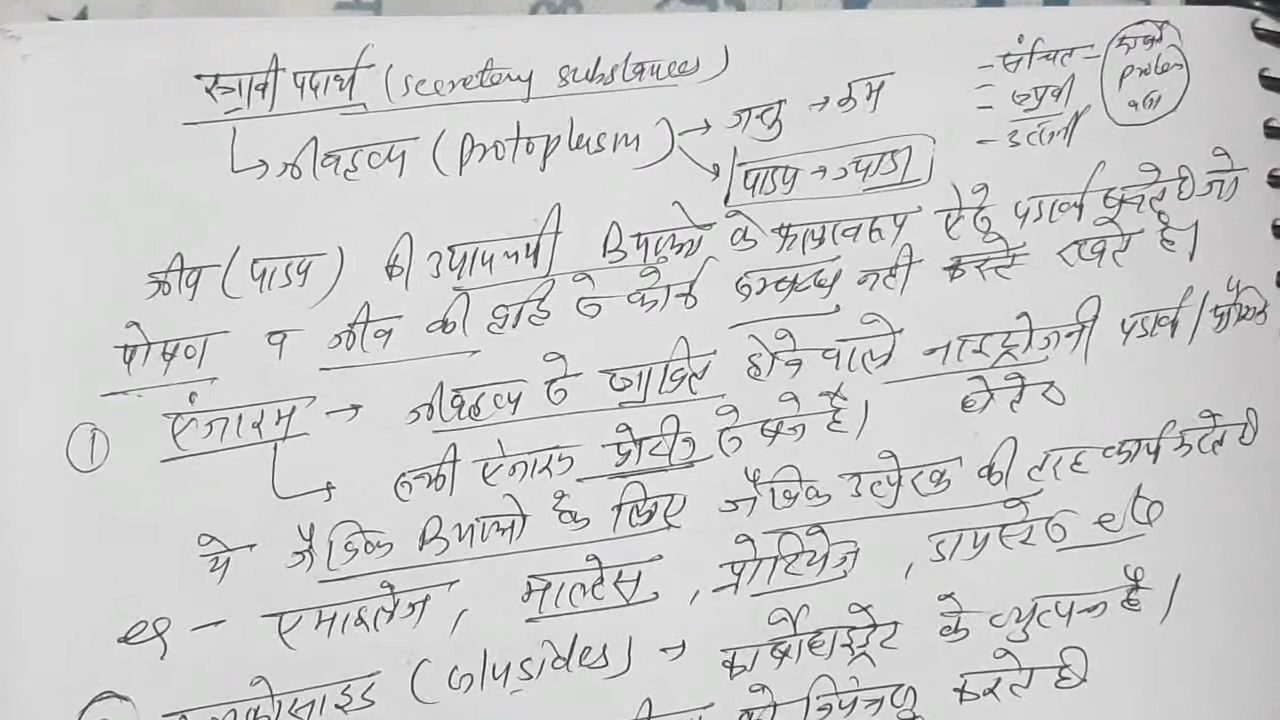 स्रावी पदार्थ (secretory substances)
- संचित - कार्बो protein वसा
= स्रावी
- उत्सर्जी
↳ जीवद्रव्य (Protoplasm) → जन्तु → कम
→ पादप → ज्यादा
जीव (पादप) की उपापचयी क्रियाओं के फलस्वरूप ऐसे पदार्थ बनते है जो
पोषण व जीव की वृद्धि से कोई सम्बन्ध नहीं करते रखते है।
① एंजाइम → जीवद्रव्य से स्रावित होने वाले नाइट्रोजनी पदार्थ / यौगिक
होते है
↳ सभी एंजाइम प्रोटीन से बने है।
ये जैविक क्रियाओ के लिए जैविक उत्प्रेरक की तरह कार्य करते है
eg - एमाइलेज, माल्टेस, प्रोटियेज, डायस्टेस etc
ग्लूकोसाइड (Glucosides) → कार्बोहाइड्रेट के व्युत्पन्न है।
को नियंत्रण करते है